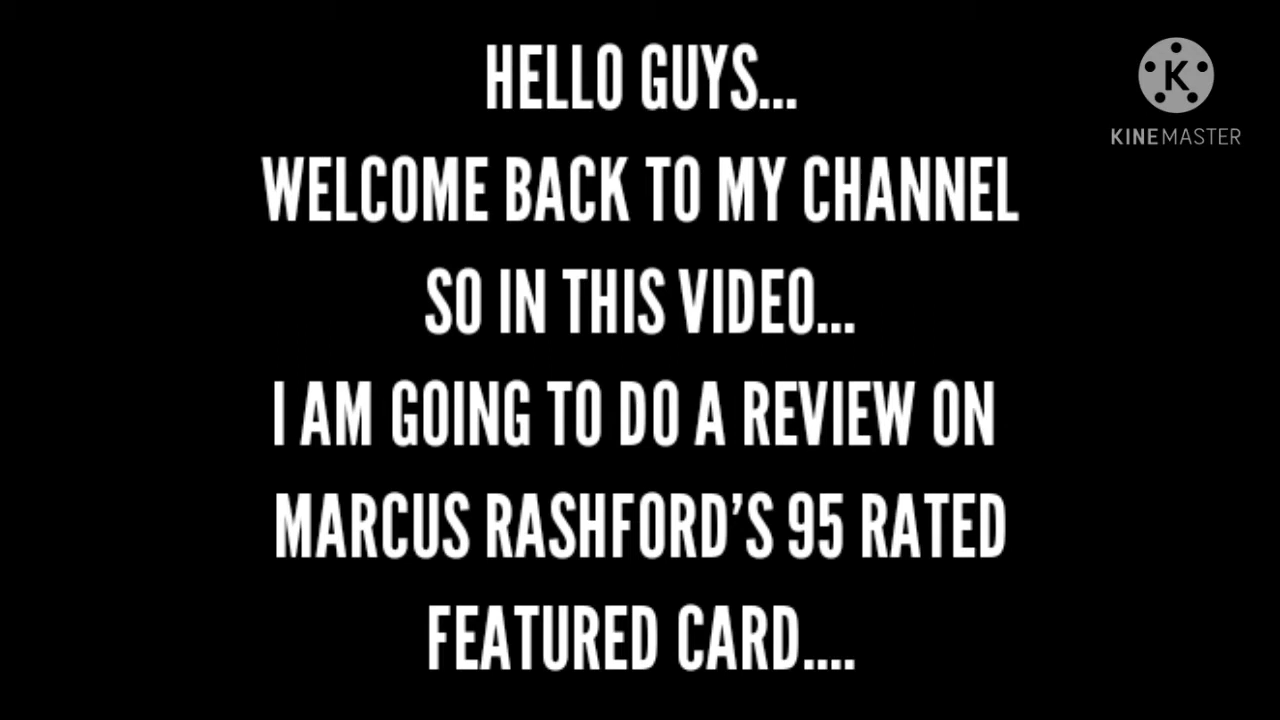 HELLO GUYS...
K
KINEMASTER
WELCOME BACK TO MY CHANNEL
SO IN THIS VIDEO...
I AM GOING TO DO A REVIEW ON
MARCUS RASHFORD'S 95 RATED
FEATURED CARD....